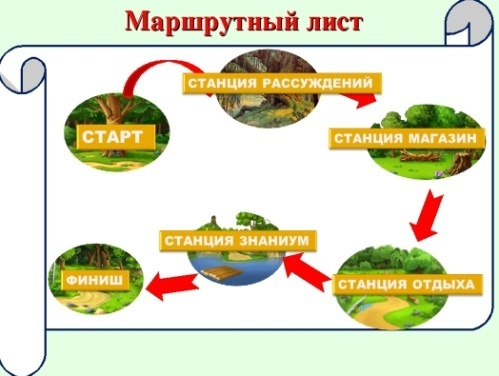 Маршрутный лист
СТАРТ
СТАНЦИЯ РАССУЖДЕНИЙ
СТАНЦИЯ МАГАЗИН
СТАНЦИЯ ОТДЫХА
СТАНЦИЯ ЗНАНИУМ
ФИНИШ